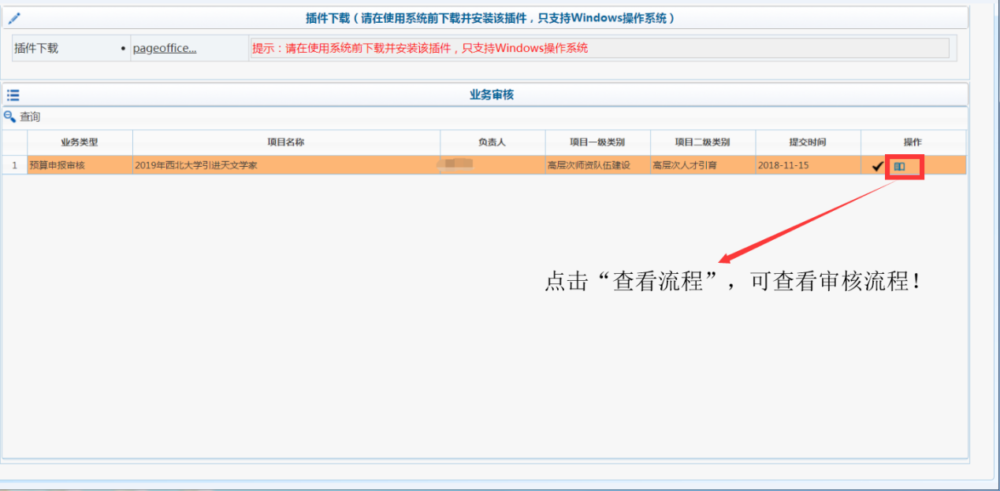 插件下载（请在使用系统前下载并安装该插件，只支持Windows操作系统）
插件下载 • pageoffice... 提示：请在使用系统前下载并安装该插件，只支持Windows操作系统
业务审核
查询
业务类型 项目名称 负责人 项目一级类别 项目二级类别 提交时间 操作
1 预算申报审核 2019年西北大学引进天文学家 高层次师资队伍建设 高层次人才引育 2018-11-15
点击“查看流程”，可查看审核流程！